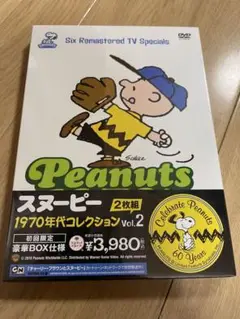 Six Remastered TV Specials
DVD
Peanuts
スヌーピー
2枚組
1970年代コレクション Vol.2
初回限定
豪華BOX仕様
¥3,980
Celebrate Peanuts
60 Years